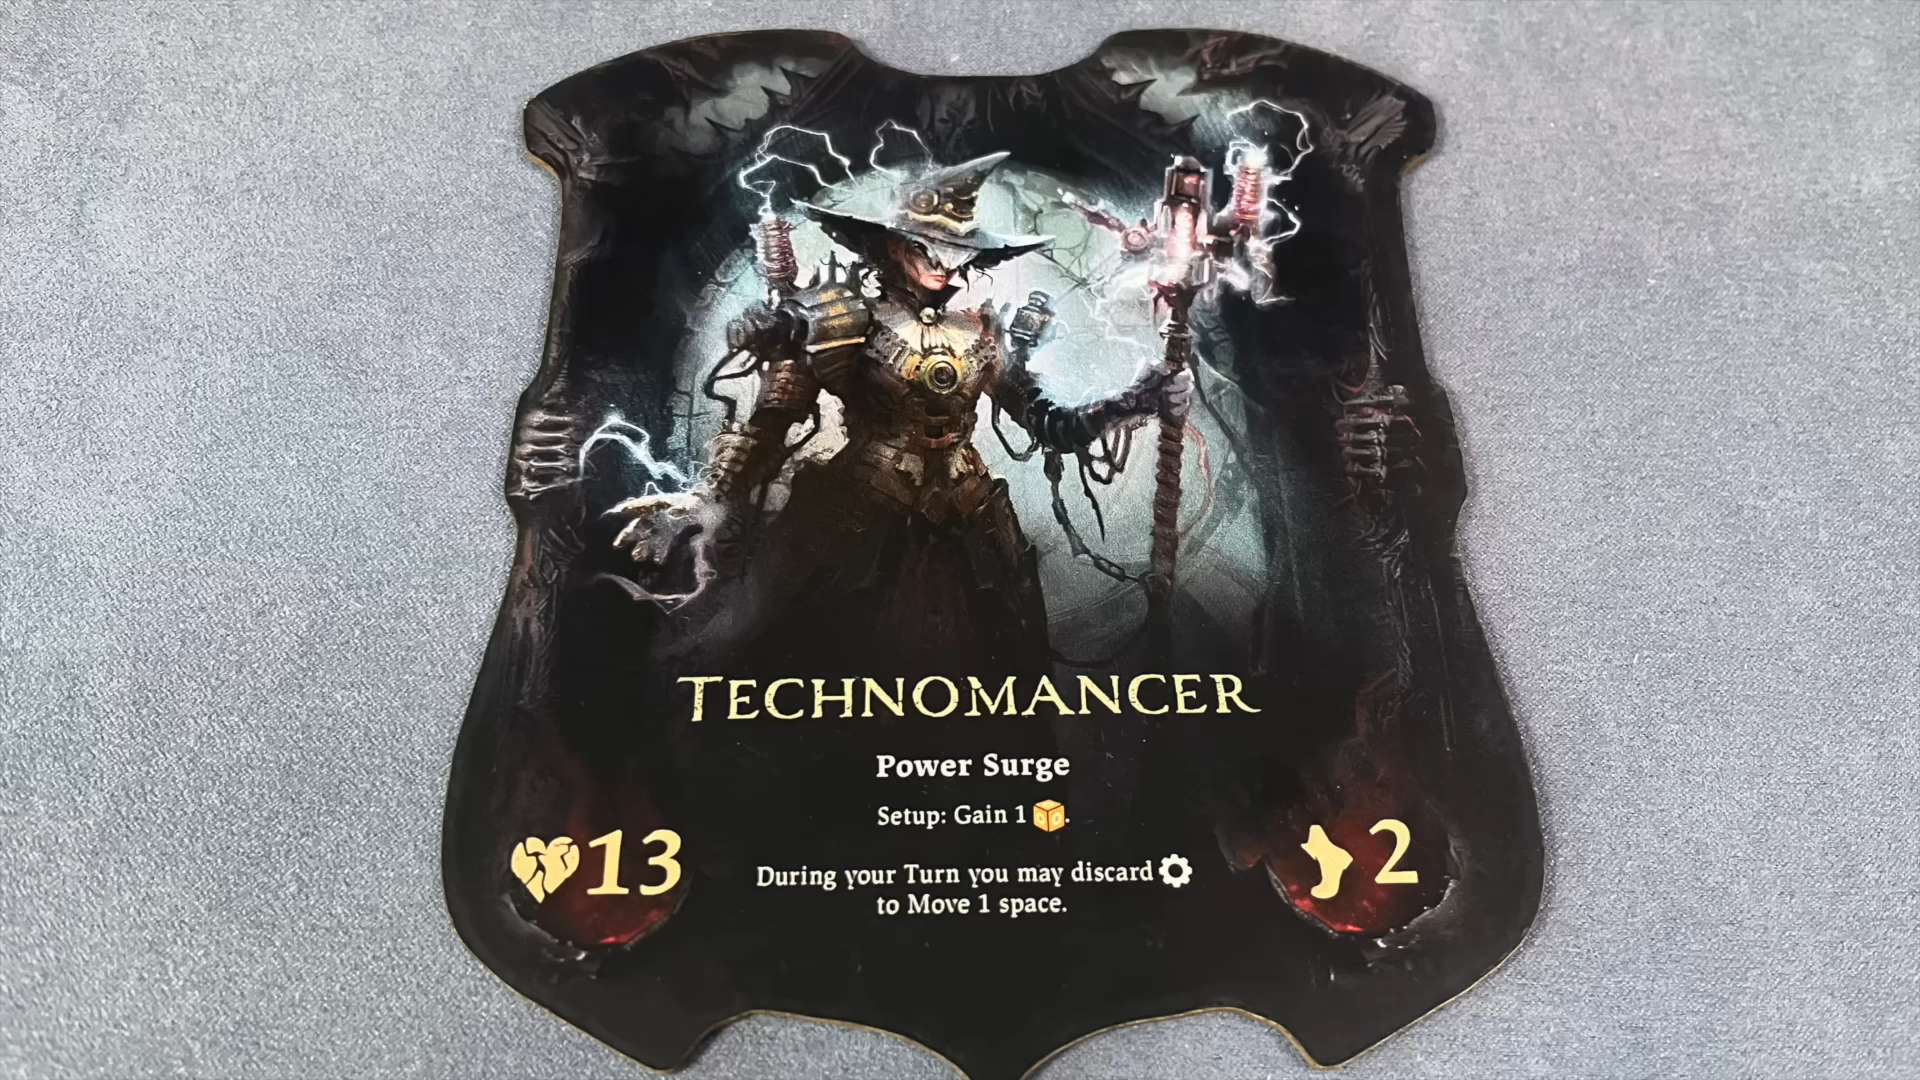 TECHNOMANCER
Power Surge
Setup: Gain 1 .
During your Turn you may discard
to Move 1 space.
13
2